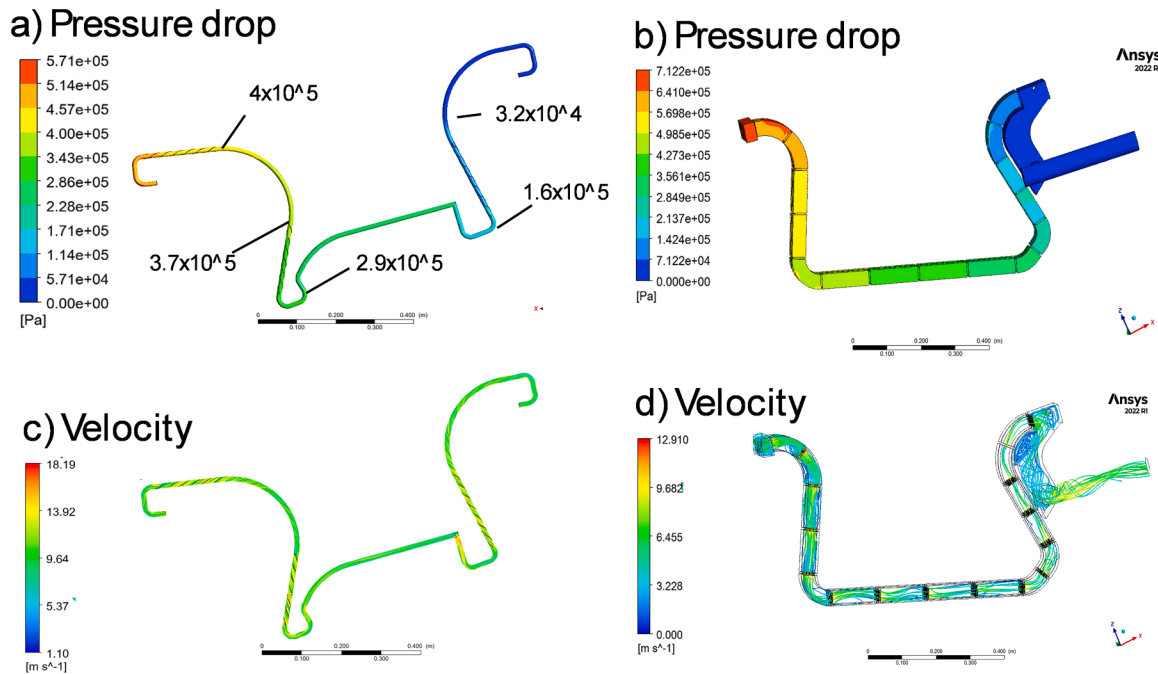 a) Pressure drop
5.71e+05
5.14e+05
4.57e+05
4.00e+05
3.43e+05
2.86e+05
2.28e+05
1.71e+05
1.14e+05
5.71e+04
0.00e+00
[Pa]
4x10^5
3.2x10^4
1.6x10^5
3.7x10^5
2.9x10^5
0 0.200 0.400 (m)
0.100 0.300
X
b) Pressure drop
Ansys
2022 R
7.122e+05
6.410e+05
5.698e+05
4.985e+05
4.273e+05
3.561e+05
2.849e+05
2.137e+05
1.424e+05
7.122e+04
0.000e+00
[Pa]
0 0.200 0.400 (m)
0.100 0.300
Z
X
c) Velocity
18.19
13.92
9.64
5.37
1.10
[m s^-1]
0 0.200 0.400 (m)
0.100 0.300
d) Velocity
Ansys
2022 R1
12.910
9.682
6.455
3.228
0.000
[m s^-1]
0 0.200 0.400 (m)
0.100 0.300
Z
X